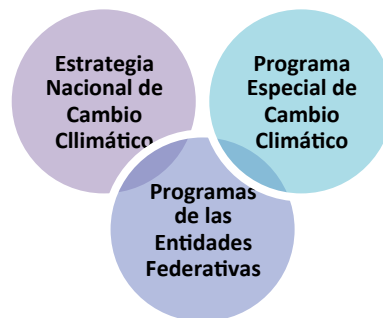 Estrategia
Nacional de
Cambio
Cllimático
Programa
Especial de
Cambio
Climático
Programas
de las
Entidades
Federativas